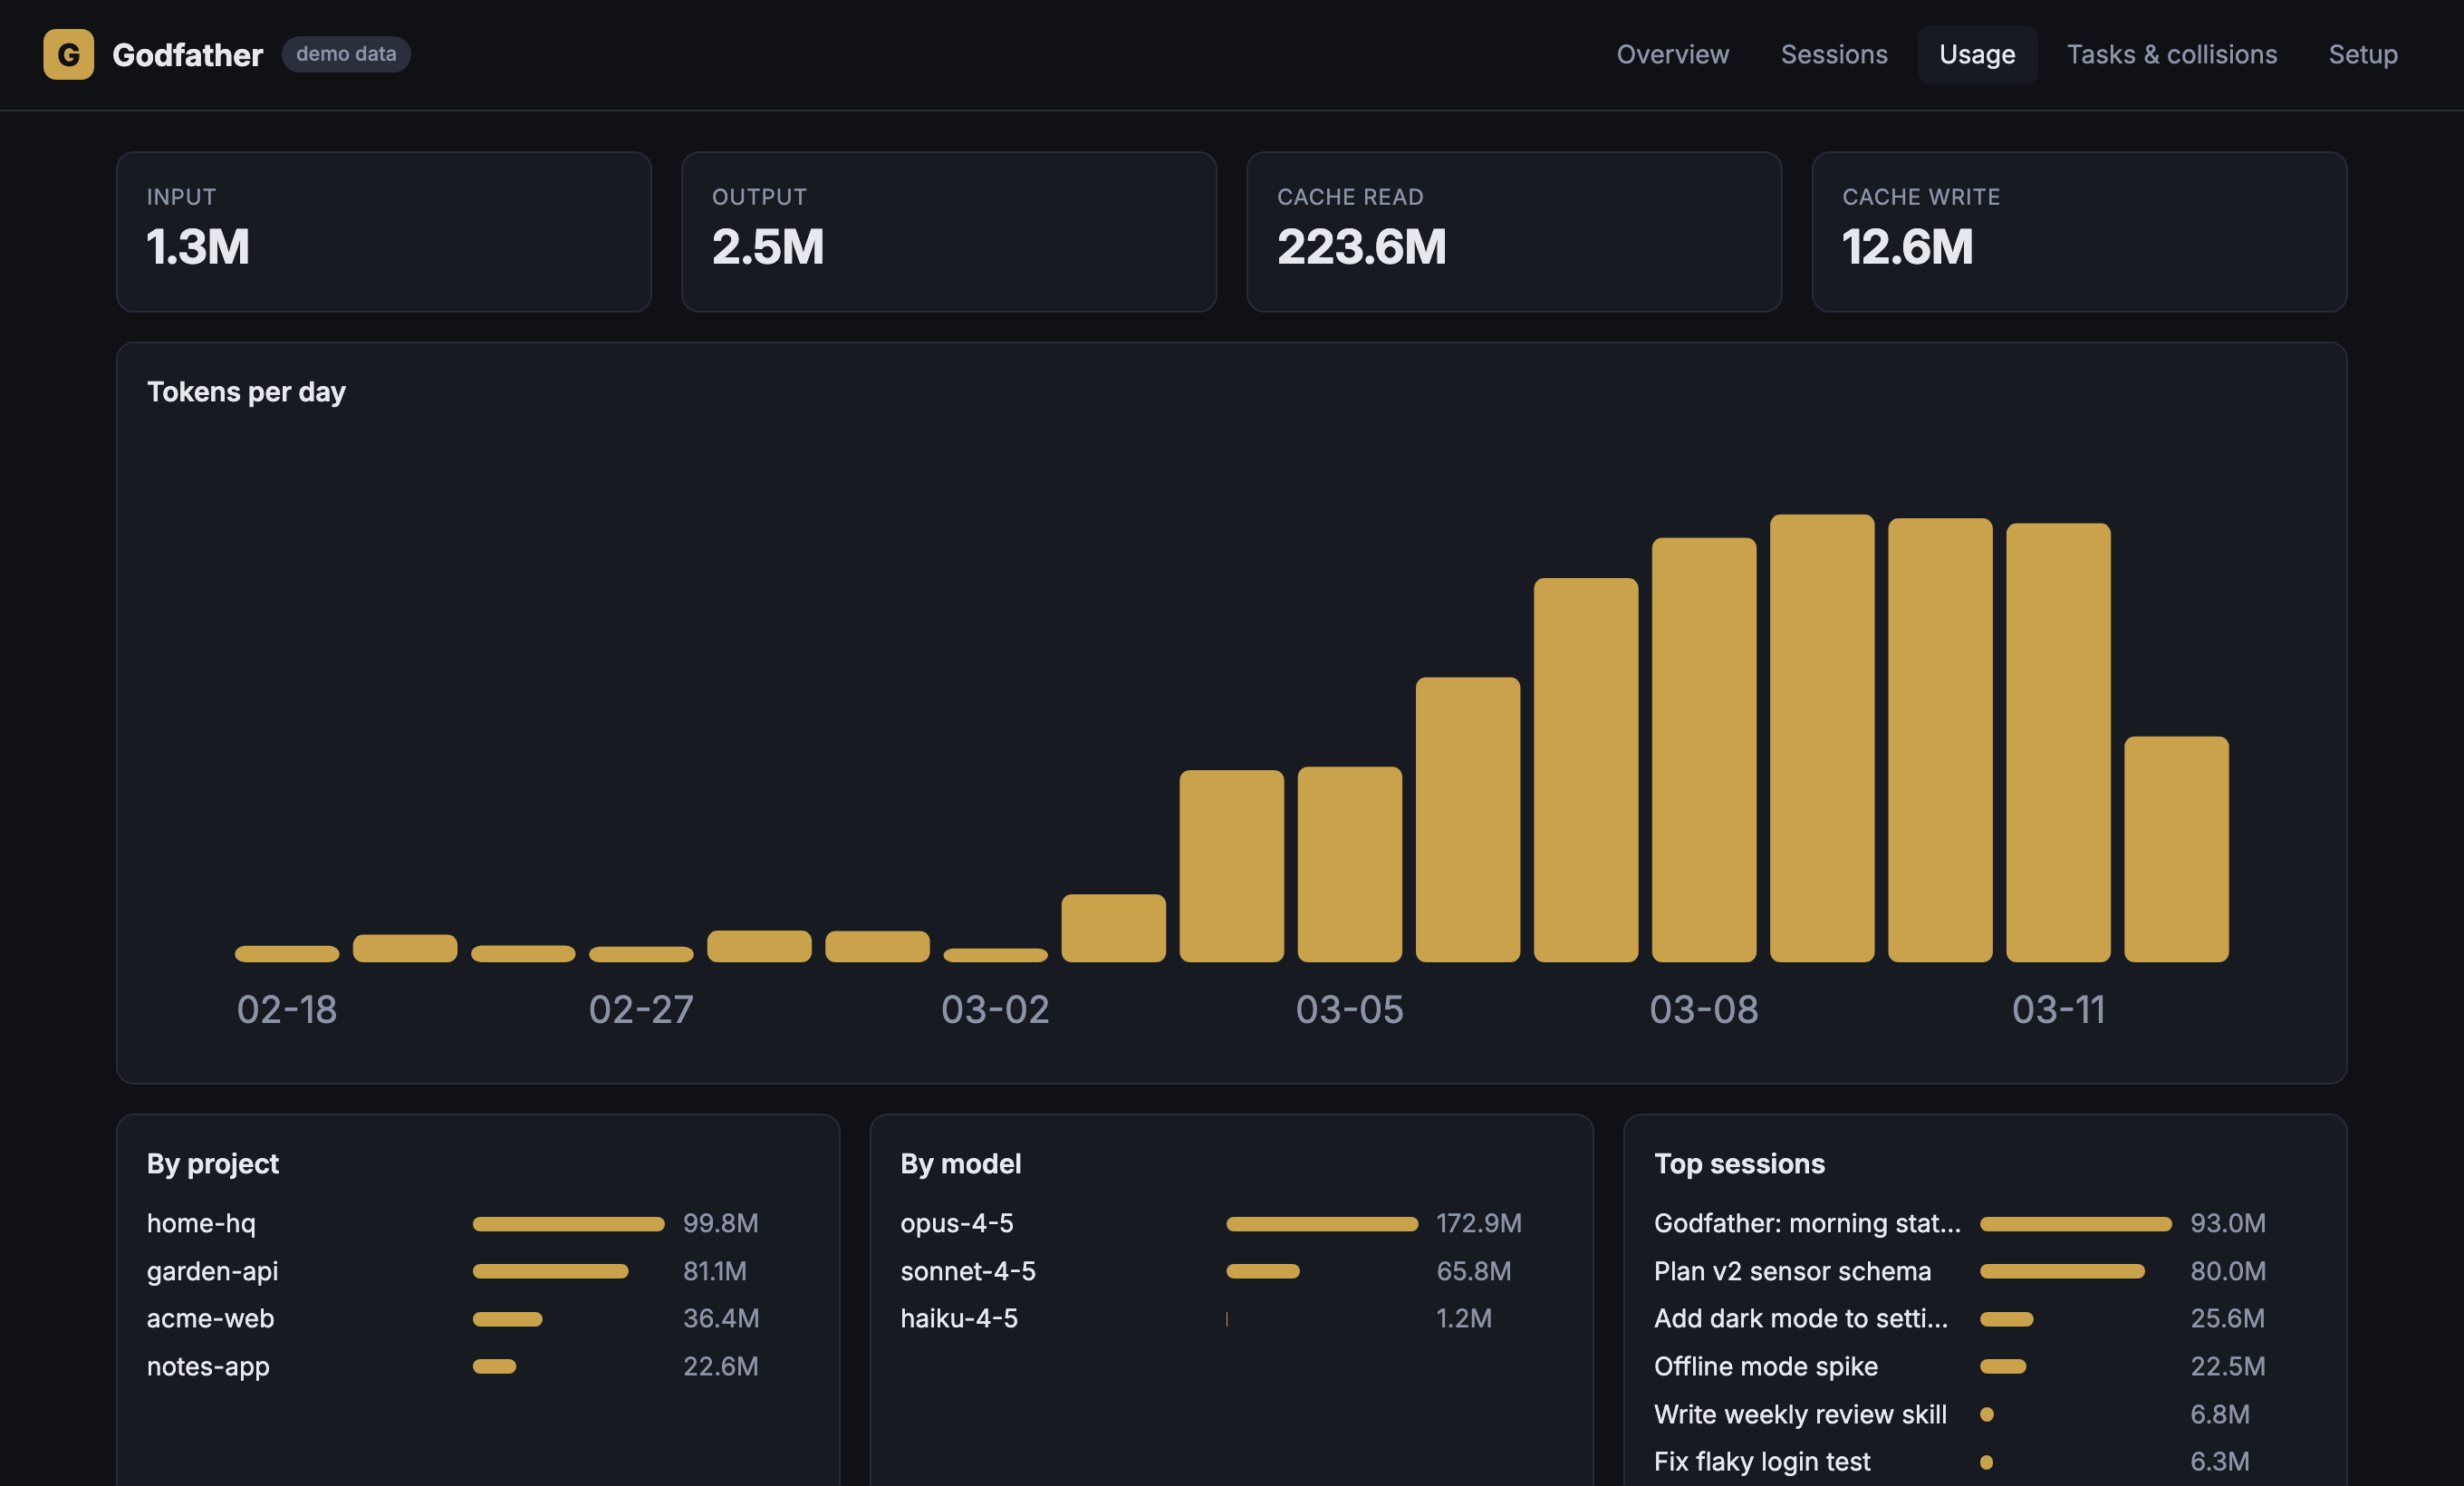 G Godfather demo data Overview Sessions Usage Tasks & collisions Setup
INPUT OUTPUT CACHE READ CACHE WRITE
1.3M 2.5M 223.6M 12.6M
Tokens per day
02-18 02-27 03-02 03-05 03-08 03-11
By project
home-hq 99.8M
garden-api 81.1M
acme-web 36.4M
notes-app 22.6M
By model
opus-4-5 172.9M
sonnet-4-5 65.8M
haiku-4-5 1.2M
Top sessions
Godfather: morning stat... 93.0M
Plan v2 sensor schema 80.0M
Add dark mode to setti... 25.6M
Offline mode spike 22.5M
Write weekly review skill 6.8M
Fix flaky login test 6.3M